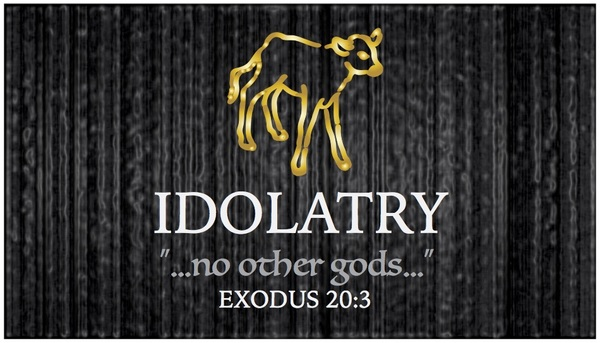 IDOLATRY
"...no other gods..."
EXODUS 20:3